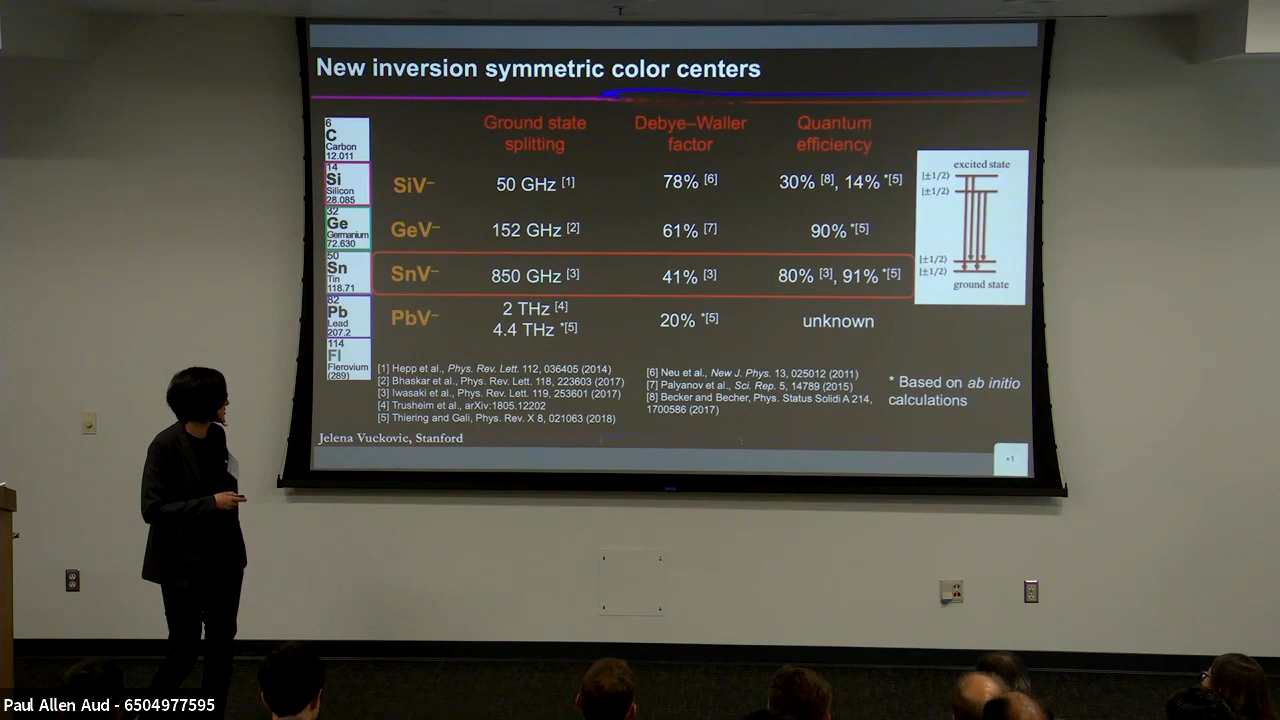 New inversion symmetric color centers
6
C
Carbon
12.011
14
Si
Silicon
28.085
32
Ge
Germanium
72.630
50
Sn
Tin
118.71
82
Pb
Lead
207.2
114
Fl
Flerovium
(289)
Ground state splitting
Debye–Waller factor
Quantum efficiency
SiV– 50 GHz [1] 78% [6] 30% [8], 14% *[5]
GeV– 152 GHz [2] 61% [7] 90% *[5]
SnV– 850 GHz [3] 41% [3] 80% [3], 91% *[5]
PbV– 2 THz [4] 4.4 THz *[5] 20% *[5] unknown
excited state
|±1/2⟩
|±1/2⟩
|±1/2⟩
|±1/2⟩
ground state
[1] Hepp et al., Phys. Rev. Lett. 112, 036405 (2014)
[2] Bhaskar et al., Phys. Rev. Lett. 118, 223603 (2017)
[3] Iwasaki et al., Phys. Rev. Lett. 119, 253601 (2017)
[4] Trusheim et al., arXiv:1805.12202
[5] Thiering and Gali, Phys. Rev. X 8, 021063 (2018)
[6] Neu et al., New J. Phys. 13, 025012 (2011)
[7] Palyanov et al., Sci. Rep. 5, 14789 (2015)
[8] Becker and Becher, Phys. Status Solidi A 214,
1700586 (2017)
* Based on ab initio
calculations
Jelena Vuckovic, Stanford
+1
Paul Allen Aud - 6504977595